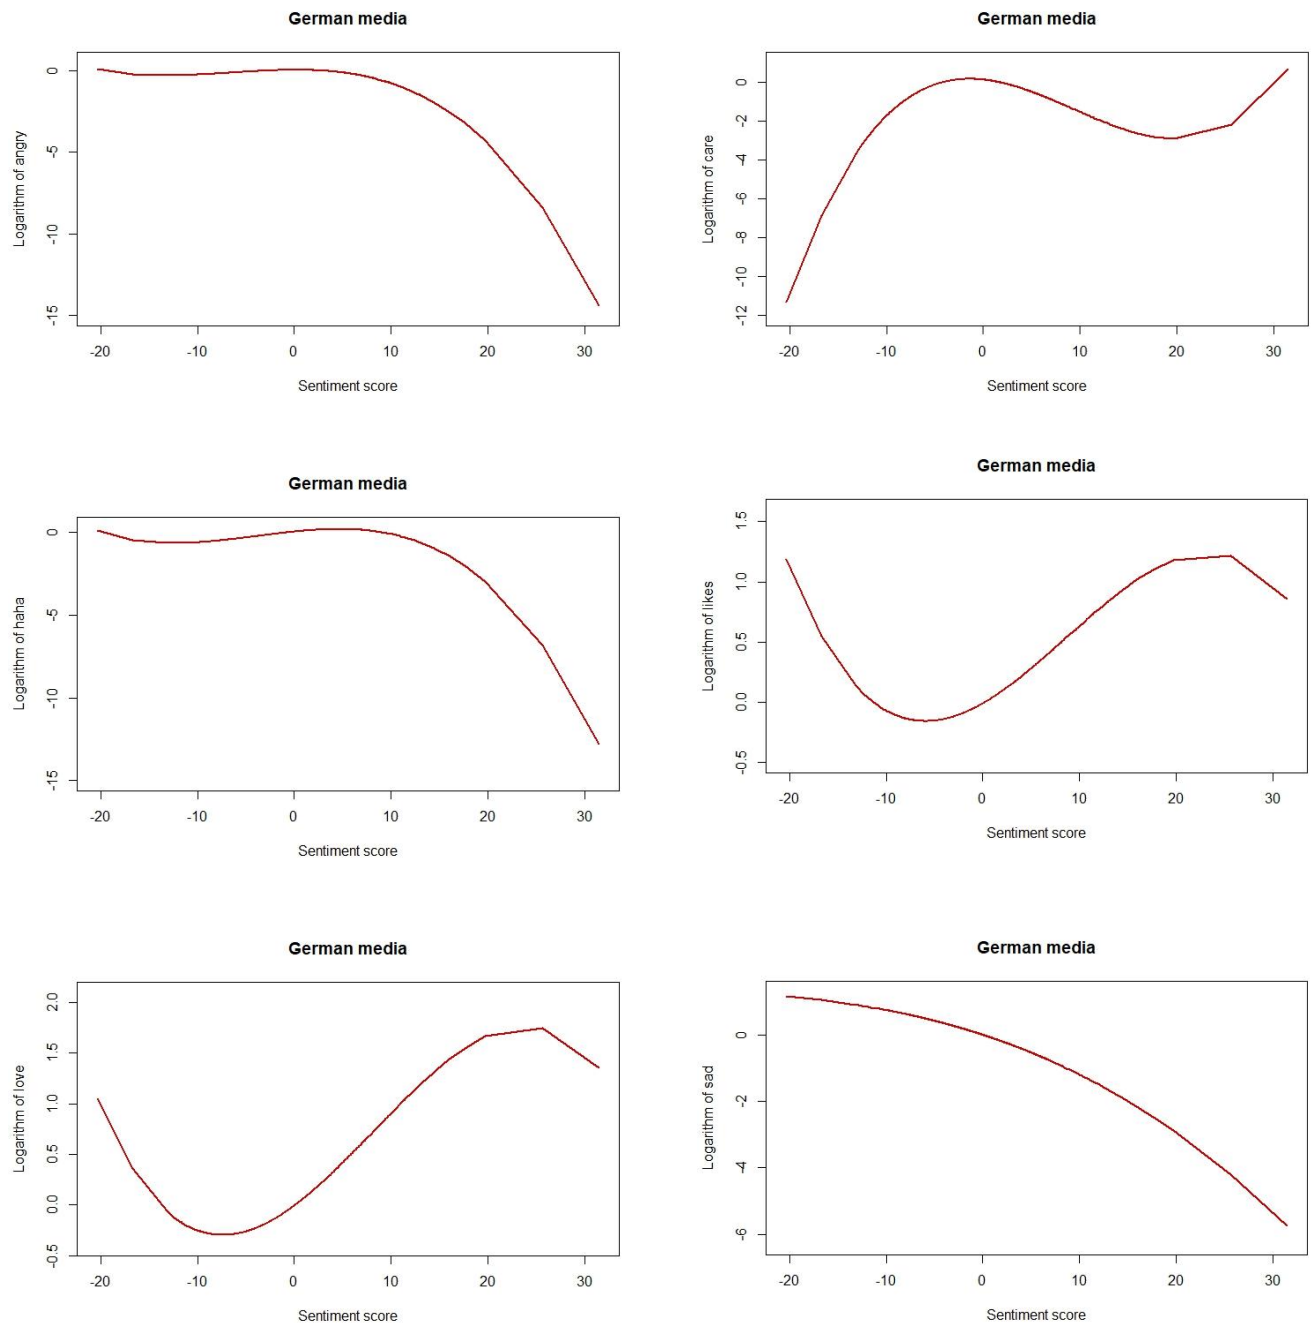 German media
Logarithm of angry
0
-5
-10
-15
-20 -10 0 10 20 30
Sentiment score
German media
Logarithm of care
0
-2
-4
-6
-8
-10
-12
-20 -10 0 10 20 30
Sentiment score
German media
Logarithm of haha
0
-5
-10
-15
-20 -10 0 10 20 30
Sentiment score
German media
Logarithm of likes
1.5
1.0
0.5
0.0
-0.5
-20 -10 0 10 20 30
Sentiment score
German media
Logarithm of love
2.0
1.5
1.0
0.5
0.0
-0.5
-20 -10 0 10 20 30
Sentiment score
German media
Logarithm of sad
0
-2
-4
-6
-20 -10 0 10 20 30
Sentiment score